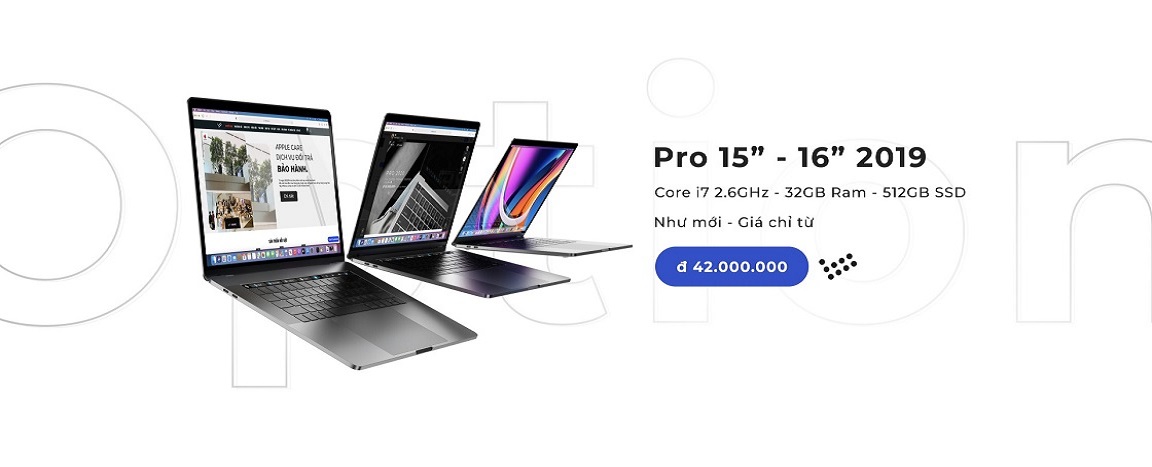 option
APPLE CARE
DỊCH VỤ ĐỔI TRẢ
BẢO HÀNH.
Pro 15” - 16” 2019
Core i7 2.6GHz - 32GB Ram - 512GB SSD
Như mới - Giá chỉ từ
đ 42.000.000